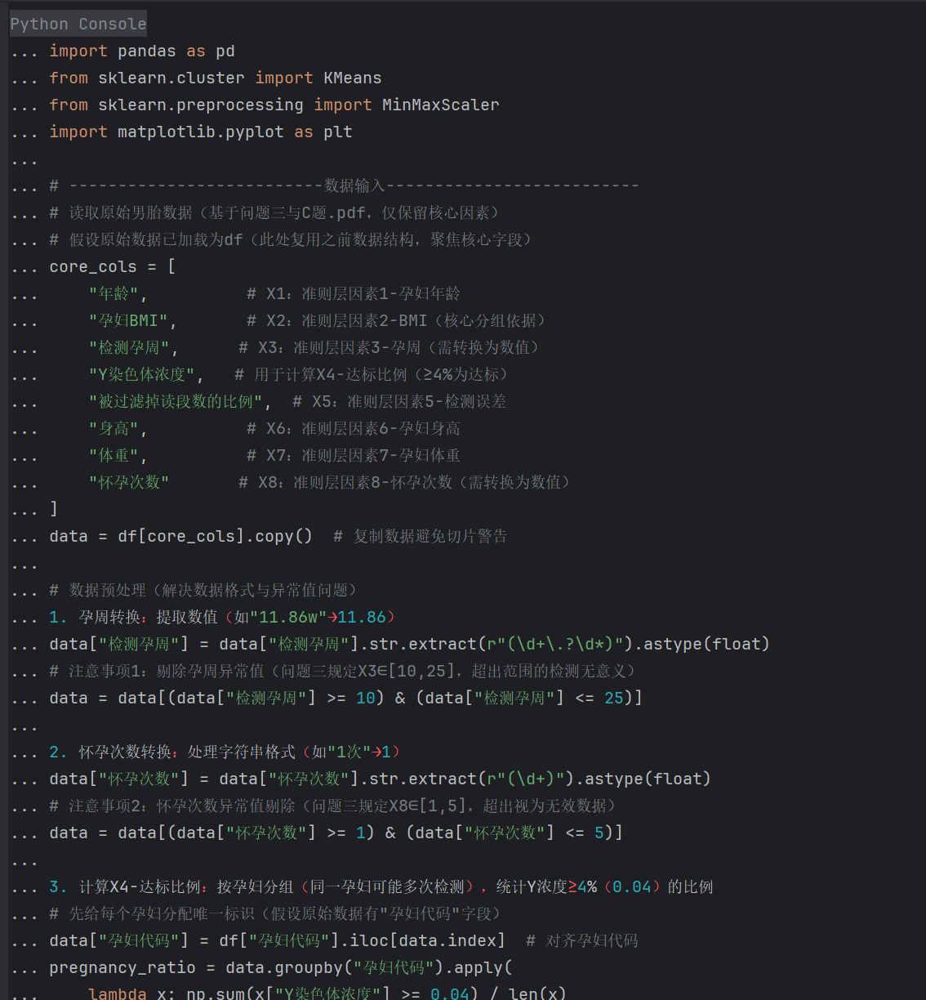 Python Console
... import pandas as pd
... from sklearn.cluster import KMeans
... from sklearn.preprocessing import MinMaxScaler
... import matplotlib.pyplot as plt
...
... # --------------------------数据输入--------------------------
... # 读取原始男胎数据（基于问题三与C题.pdf，仅保留核心因素）
... # 假设原始数据已加载为df（此处复用之前数据结构，聚焦核心字段）
... core_cols = [
...     "年龄",          # X1：准则层因素1-孕妇年龄
...     "孕妇BMI",       # X2：准则层因素2-BMI（核心分组依据）
...     "检测孕周",      # X3：准则层因素3-孕周（需转换为数值）
...     "Y染色体浓度",   # 用于计算X4-达标比例（≥4%为达标）
...     "被过滤掉读段数的比例",  # X5：准则层因素5-检测误差
...     "身高",          # X6：准则层因素6-孕妇身高
...     "体重",          # X7：准则层因素7-孕妇体重
...     "怀孕次数"       # X8：准则层因素8-怀孕次数（需转换为数值）
... ]
... data = df[core_cols].copy()  # 复制数据避免切片警告
...
... # 数据预处理（解决数据格式与异常值问题）
... 1. 孕周转换：提取数值（如"11.86w"→11.86）
... data["检测孕周"] = data["检测孕周"].str.extract(r"(\d+\.?\d*)").astype(float)
... # 注意事项1：剔除孕周异常值（问题三规定X3∈[10,25]，超出范围的检测无意义）
... data = data[(data["检测孕周"] >= 10) & (data["检测孕周"] <= 25)]
...
... 2. 怀孕次数转换：处理字符串格式（如"1次"→1）
... data["怀孕次数"] = data["怀孕次数"].str.extract(r"(\d+)").astype(float)
... # 注意事项2：怀孕次数异常值剔除（问题三规定X8∈[1,5]，超出视为无效数据）
... data = data[(data["怀孕次数"] >= 1) & (data["怀孕次数"] <= 5)]
...
... 3. 计算X4-达标比例：按孕妇分组（同一孕妇可能多次检测），统计Y浓度≥4%（0.04）的比例
... # 先给每个孕妇分配唯一标识（假设原始数据有"孕妇代码"字段）
... data["孕妇代码"] = df["孕妇代码"].iloc[data.index]  # 对齐孕妇代码
... pregnancy_ratio = data.groupby("孕妇代码").apply(
...     lambda x: np.sum(x["Y染色体浓度"] >= 0.04) / len(x)